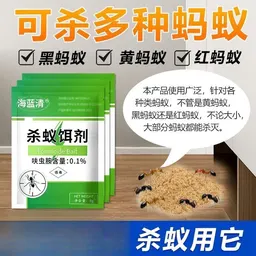 可杀多种蚂蚁
黑蚂蚁
黄蚂蚁
红蚂蚁
海蓝清
杀蚁饵剂
呋虫胺含量:0.1%
本产品使用广泛,针对各
种类蚂蚁,不管是黄蚂蚁,
黑蚂蚁还是红蚂蚁,不论大小,
大部分蚂蚁都能杀灭。
杀蚁用它